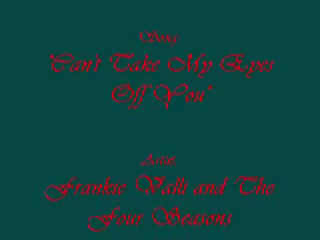 Song:
"Can't Take My Eyes
Off You"
Artist:
Frankie Valli and The
Four Seasons